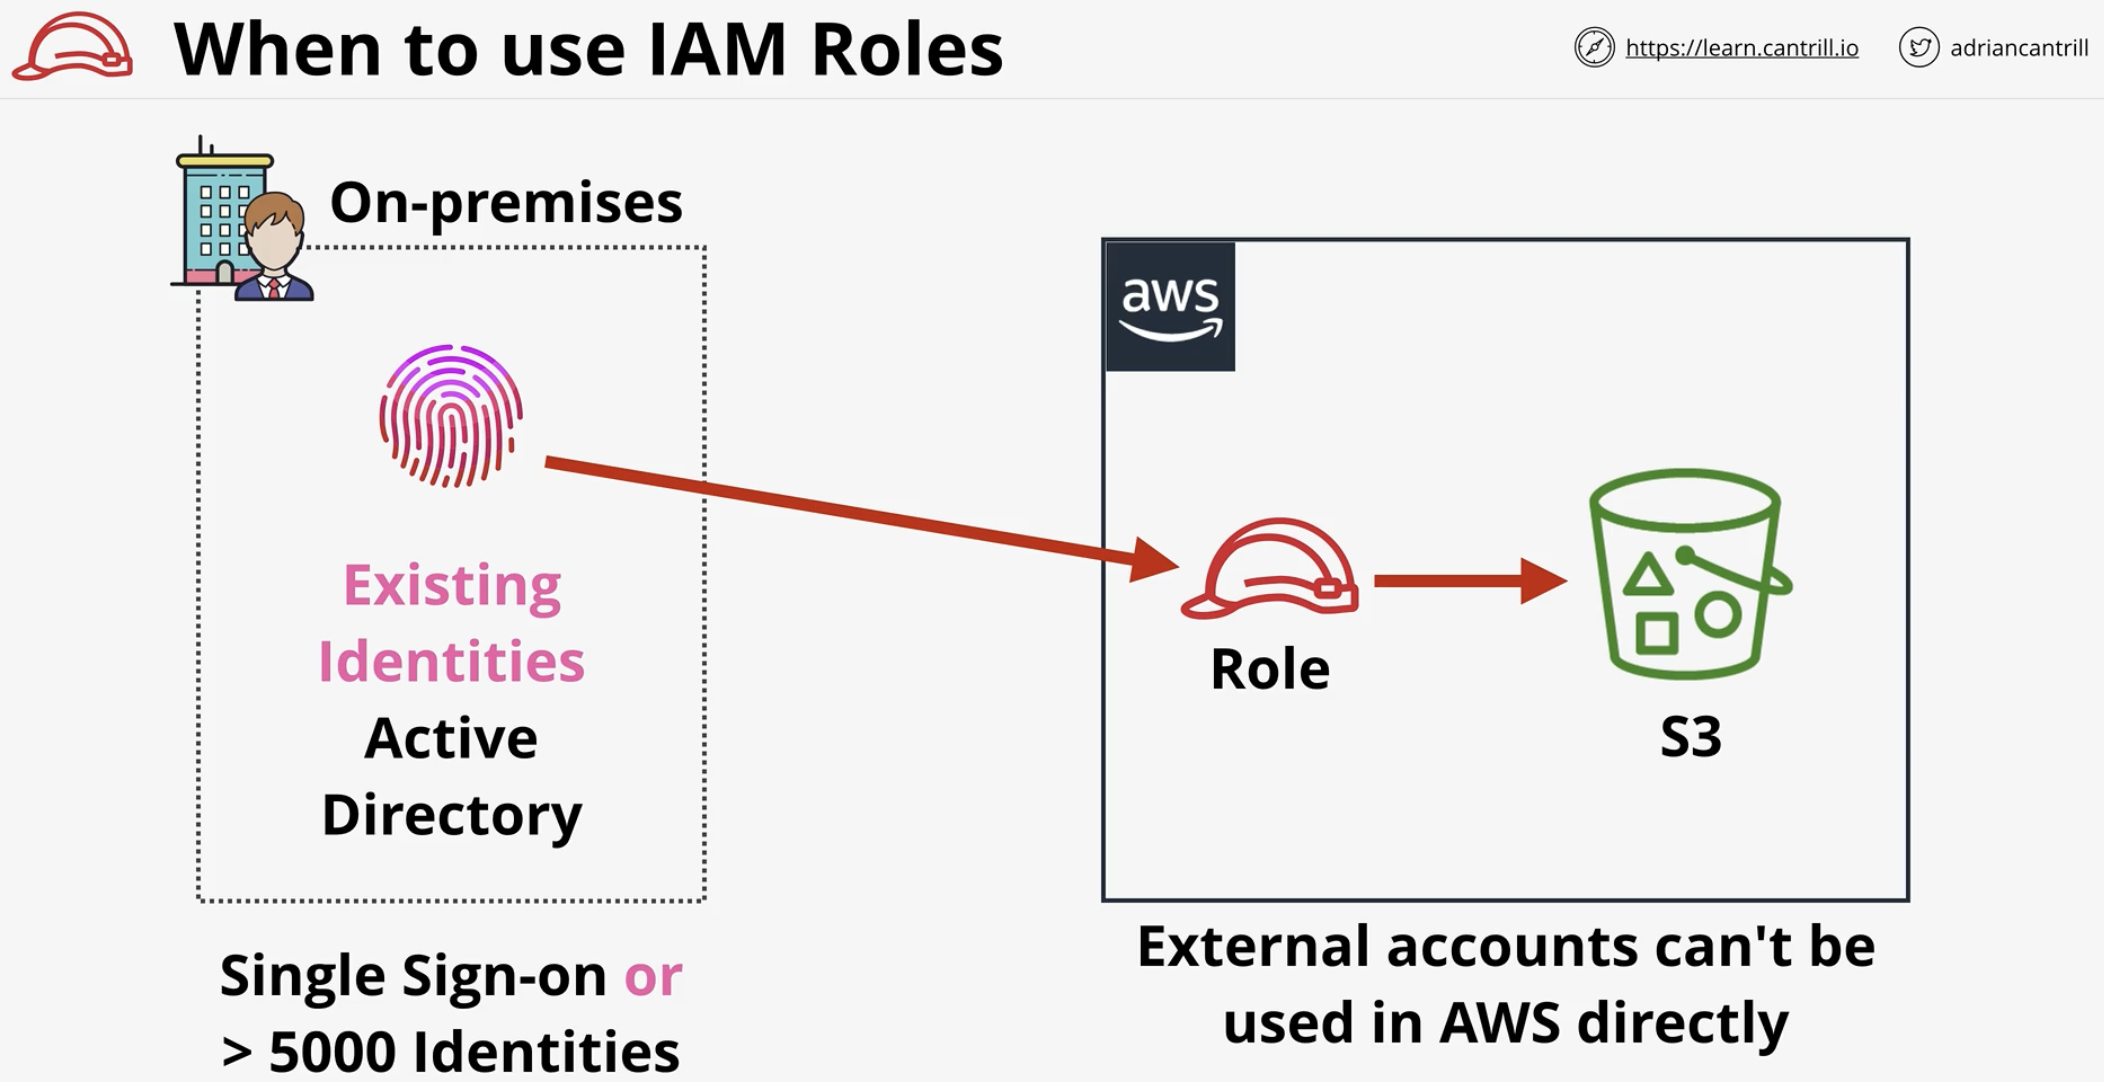 When to use IAM Roles
https://learn.cantrill.io
adriancantrill
On-premises
Existing
Identities
Active
Directory
Single Sign-on or
> 5000 Identities
aws
Role
S3
External accounts can't be
used in AWS directly